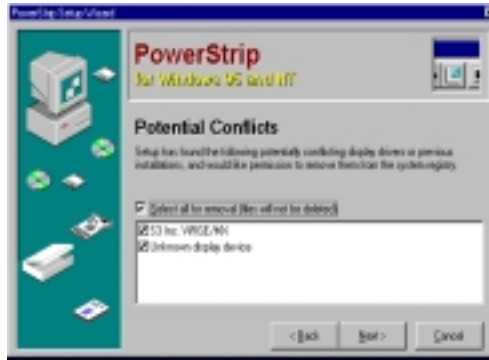 PowerStrip Setup Wizard
PowerStrip
for Windows 95 and NT
Potential Conflicts
Setup has found the following potentially conflicting display drivers or previous
installations, and would like permission to remove them from the system registry.
Select all for removal (files will not be deleted)
S3 Inc. ViRGE/MX
Unknown display device
< Back
Next >
Cancel